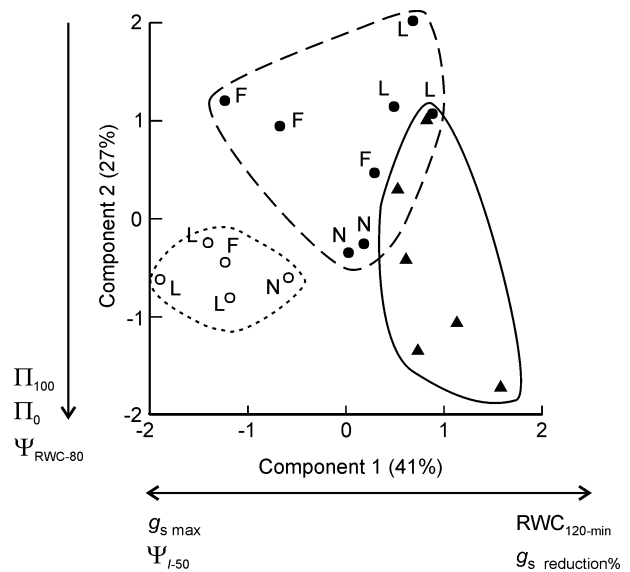 2
L
L
L
F
F
1
F
Component 2 (27%)
0
N
N
L
F
L
L
N
-1
-2
Π100
Π0
ΨRWC-80
-2
-1
0
1
2
Component 1 (41%)
gs max
RWC120-min
Ψl-50
gs reduction%